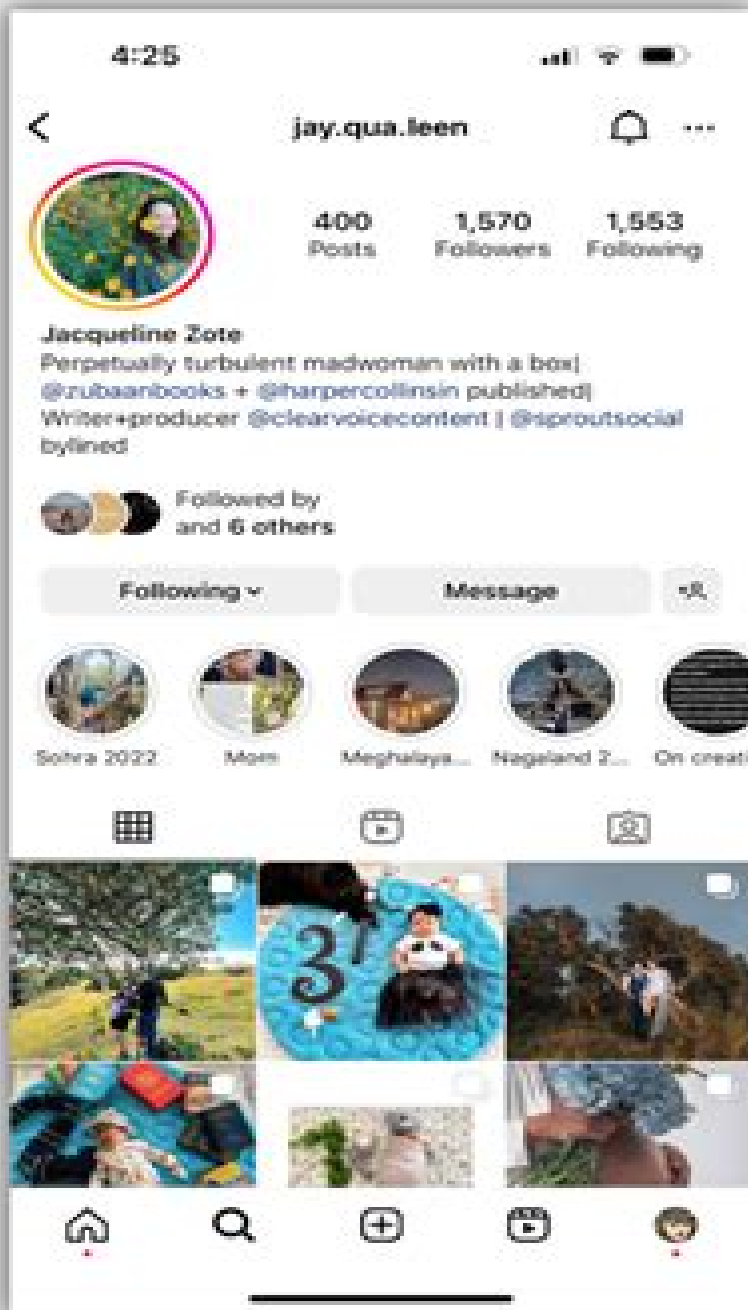 4:25
jay.qua.leen
400 1,570 1,553
Posts Followers Following
Jacqueline Zote
Perpetually turbulent madwoman with a box|
@zubaanbooks + @harpercollinsin published|
Writer+producer @clearvoicecontent | @sproutsocial
bylined
Followed by
and 6 others
Following Message
Sohra 2022 Mom Meghalaya... Nagaland 2... On creati
31